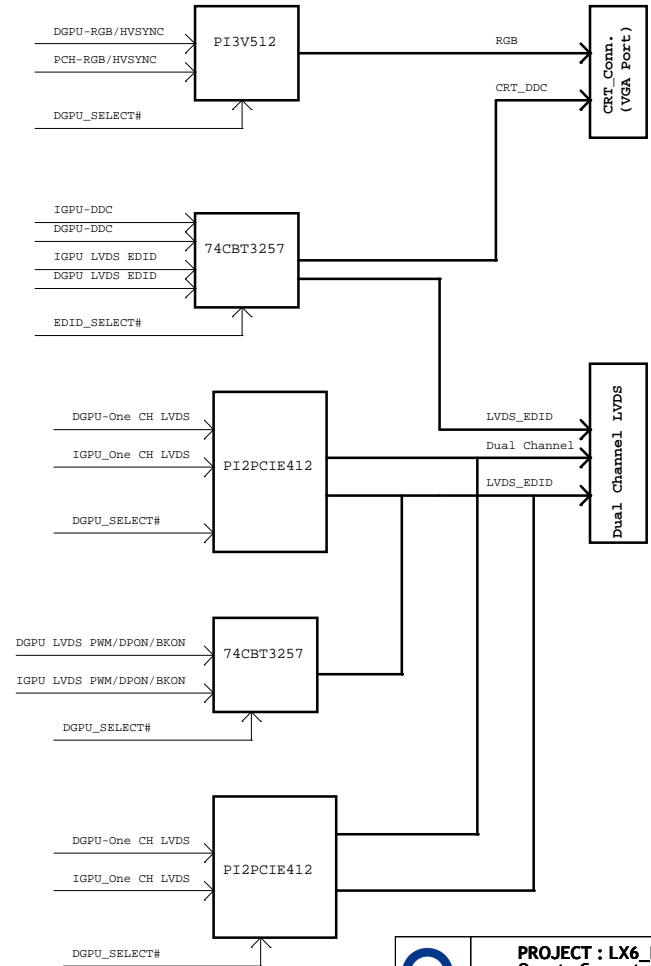 DGPU-RGB/HVSYNC
PI3V512
RGB
CRT_Conn.
(VGA Port)
PCH-RGB/HVSYNC
CRT_DDC
DGPU_SELECT#
IGPU-DDC
DGPU-DDC
74CBT3257
IGPU LVDS EDID
DGPU LVDS EDID
EDID_SELECT#
DGPU-One CH LVDS
LVDS_EDID
Dual Channel LVDS
Dual Channel
IGPU_One CH LVDS
PI2PCIE412
LVDS_EDID
DGPU_SELECT#
DGPU LVDS PWM/DPON/BKON
74CBT3257
IGPU LVDS PWM/DPON/BKON
DGPU_SELECT#
DGPU-One CH LVDS
PI2PCIE412
IGPU_One CH LVDS
DGPU_SELECT#
PROJECT : LX6_